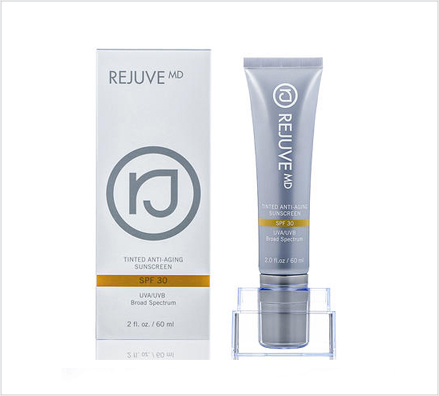 REJUVE MD
TINTED ANTI-AGING
SUNSCREEN
SPF 30
UVA/UVB
Broad Spectrum
2 fl. oz. / 60 ml
REJUVE MD
TINTED ANTI-AGING
SUNSCREEN
SPF 30
UVA/UVB
Broad Spectrum
2.0 fl.oz / 60 ml